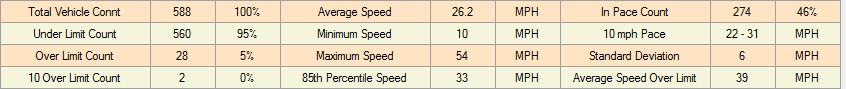 Total Vehicle Connt 588 100% Average Speed 26.2 MPH In Pace Count 274 46%
Under Limit Count 560 95% Minimum Speed 10 MPH 10 mph Pace 22 - 31 MPH
Over Limit Count 28 5% Maximum Speed 54 MPH Standard Deviation 6 MPH
10 Over Limit Count 2 0% 85th Percentile Speed 33 MPH Average Speed Over Limit 39 MPH